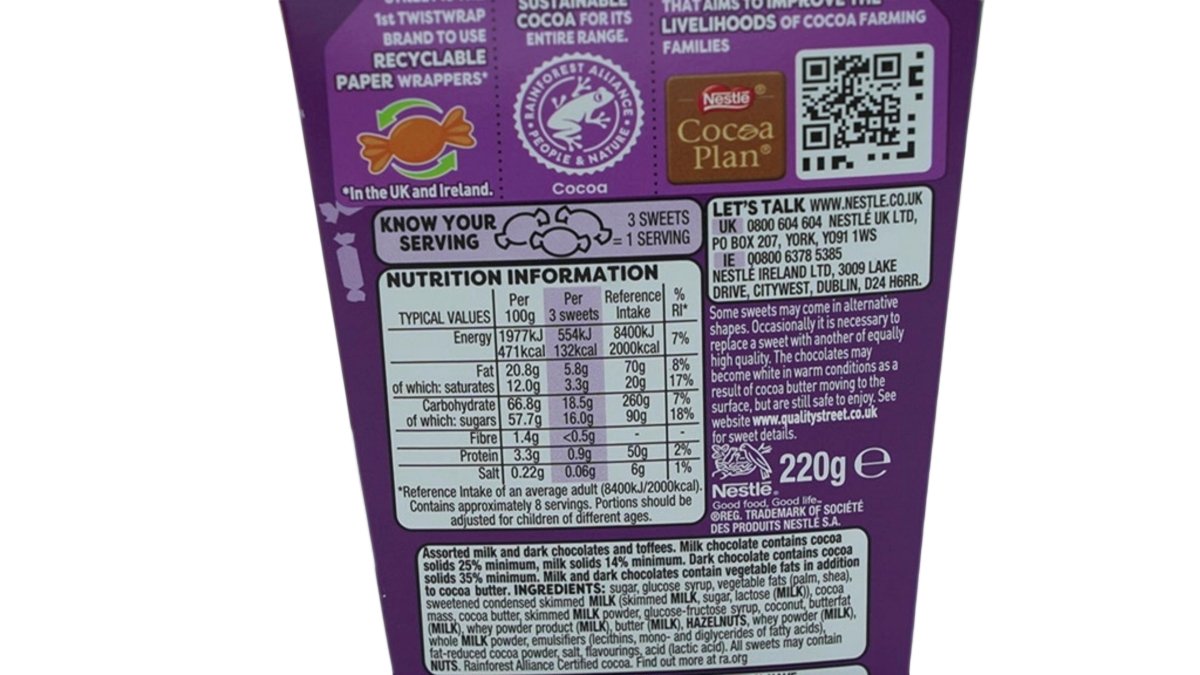 1st TWISTWRAP
BRAND TO USE
RECYCLABLE
PAPER WRAPPERS*
*In the UK and Ireland.
SUSTAINABLE
COCOA FOR ITS
ENTIRE RANGE.
RAINFOREST ALLIANCE
PEOPLE & NATURE
Cocoa
THAT AIMS TO IMPROVE THE
LIVELIHOODS OF COCOA FARMING
FAMILIES
Nestlé®
Cocoa
Plan®
KNOW YOUR
SERVING
3 SWEETS
= 1 SERVING
NUTRITION INFORMATION
TYPICAL VALUES Per 100g Per 3 sweets Reference Intake % RI*
Energy 1977kJ 554kJ 8400kJ 7%
471kcal 132kcal 2000kcal
Fat 20.8g 5.8g 70g 8%
of which: saturates 12.0g 3.3g 20g 17%
Carbohydrate 66.8g 18.5g 260g 7%
of which: sugars 57.7g 16.0g 90g 18%
Fibre 1.4g <0.5g - -
Protein 3.3g 0.9g 50g 2%
Salt 0.22g 0.06g 6g 1%
*Reference Intake of an average adult (8400kJ/2000kcal).
Contains approximately 8 servings. Portions should be
adjusted for children of different ages.
LET'S TALK WWW.NESTLE.CO.UK
UK 0800 604 604 NESTLÉ UK LTD,
PO BOX 207, YORK, YO91 1WS
IE 00800 6378 5385
NESTLÉ IRELAND LTD, 3009 LAKE
DRIVE, CITYWEST, DUBLIN, D24 H6RR.
Some sweets may come in alternative
shapes. Occasionally it is necessary to
replace a sweet with another of equally
high quality. The chocolates may
become white in warm conditions as a
result of cocoa butter moving to the
surface, but are still safe to enjoy. See
website www.qualitystreet.co.uk
for sweet details.
220g e
Nestlé®
Good food, Good life™
®REG. TRADEMARK OF SOCIÉTÉ
DES PRODUITS NESTLÉ S.A.
Assorted milk and dark chocolates and toffees. Milk chocolate contains cocoa
solids 25% minimum, milk solids 14% minimum. Dark chocolate contains cocoa
solids 35% minimum. Milk and dark chocolates contain vegetable fats in addition
to cocoa butter. INGREDIENTS: sugar, glucose syrup, vegetable fats (palm, shea),
sweetened condensed skimmed MILK (skimmed MILK, sugar, lactose (MILK)), cocoa
mass, cocoa butter, skimmed MILK powder, glucose-fructose syrup, coconut, butterfat
(MILK), whey powder product (MILK), butter (MILK), HAZELNUTS, whey powder (MILK),
whole MILK powder, emulsifiers (lecithins, mono- and diglycerides of fatty acids),
fat-reduced cocoa powder, salt, flavourings, acid (lactic acid). All sweets may contain
NUTS. Rainforest Alliance Certified cocoa. Find out more at ra.org